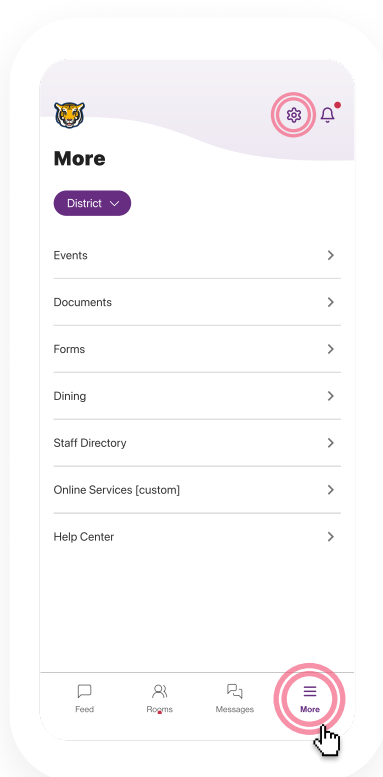 More
District
Events
Documents
Forms
Dining
Staff Directory
Online Services [custom]
Help Center
Feed
Rooms
Messages
More